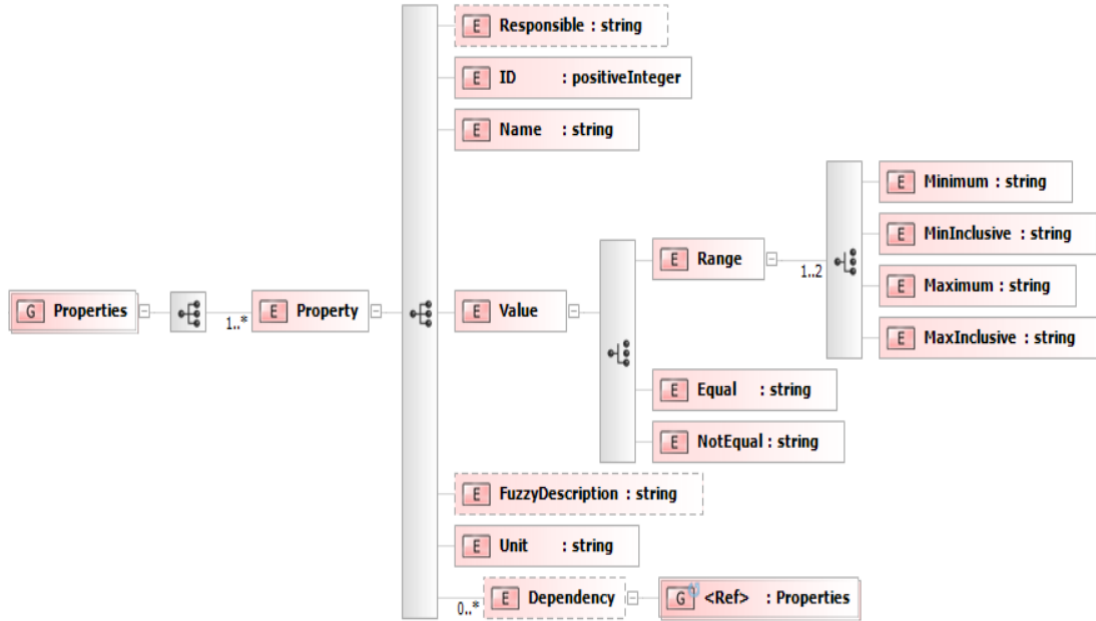 E Responsible : string
E ID : positiveInteger
E Name : string
E Minimum : string
E MinInclusive : string
E Range
1..2
E Maximum : string
G Properties
1..*
E Property
E Value
E MaxInclusive : string
E Equal : string
E NotEqual : string
E FuzzyDescription : string
E Unit : string
0..*
E Dependency
G <Ref> : Properties